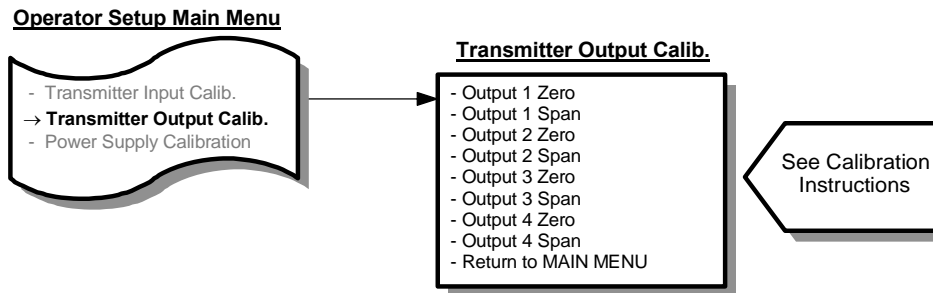 Operator Setup Main Menu
- Transmitter Input Calib.
→ Transmitter Output Calib.
- Power Supply Calibration
Transmitter Output Calib.
- Output 1 Zero
- Output 1 Span
- Output 2 Zero
- Output 2 Span
- Output 3 Zero
- Output 3 Span
- Output 4 Zero
- Output 4 Span
- Return to MAIN MENU
See Calibration
Instructions